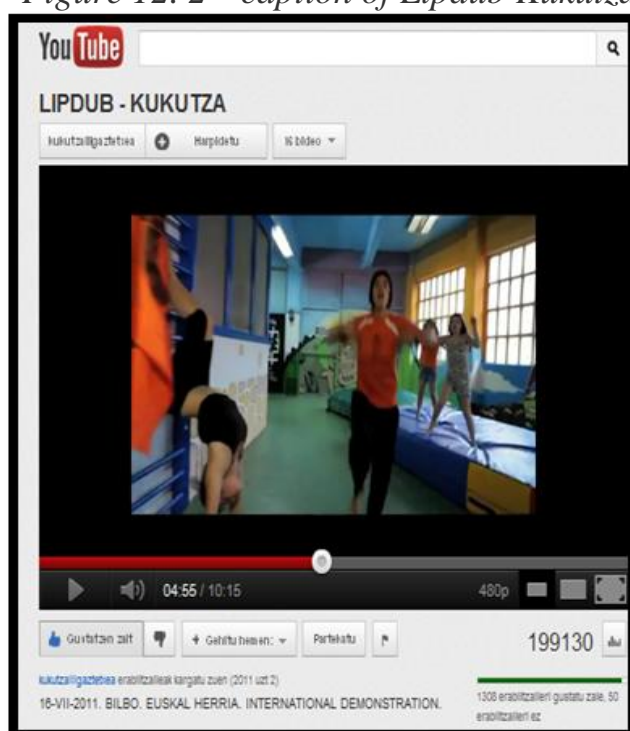 Figure 12. 2 - caption of Lipdub Kukutza
YouTube
LIPDUB - KUKUTZA
kukutzaIIIgaztetxea Harpidetu 16 bideo
04:55 / 10:15 480p
Gustatzen zait + Gehitu hemen: Partekatu 199130
kukutzaIIIgaztetxea erabiltzaileak kargatu zuen (2011 uzt 2)
16-VII-2011. BILBO. EUSKAL HERRIA. INTERNATIONAL DEMONSTRATION.
1308 erabiltzaileri gustatu zaie, 50
erabiltzaileri ez